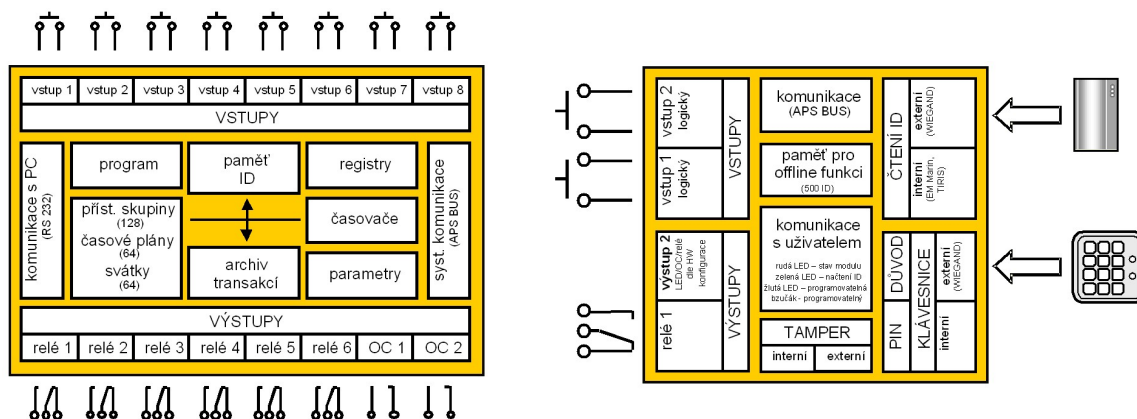 vstup 1 vstup 2 vstup 3 vstup 4 vstup 5 vstup 6 vstup 7 vstup 8
VSTUPY
komunikace s PC
(RS 232)
program
paměť
ID
registry
příst. skupiny
(128)
časové plány
(64)
svátky
(64)
časovače
archiv
transakcí
parametry
syst. komunikace
(APS BUS)
VÝSTUPY
relé 1 relé 2 relé 3 relé 4 relé 5 relé 6 OC 1 OC 2
vstup 2
logický
vstup 1
logický
VSTUPY
komunikace
(APS BUS)
paměť pro
offline funkci
(500 ID)
komunikace
s uživatelem
rudá LED – stav modulu
zelená LED – načtení ID
žlutá LED – programovatelná
bzučák - programovatelný
ČTENÍ ID
externí
(WIEGAND)
interní
(EM Marin,
TIRIS)
výstup 2
LED/OC/relé
dle HW
konfigurace
relé 1
VÝSTUPY
TAMPER
interní externí
PIN DŮVOD
KLÁVESNICE
externí
(WIEGAND)
interní